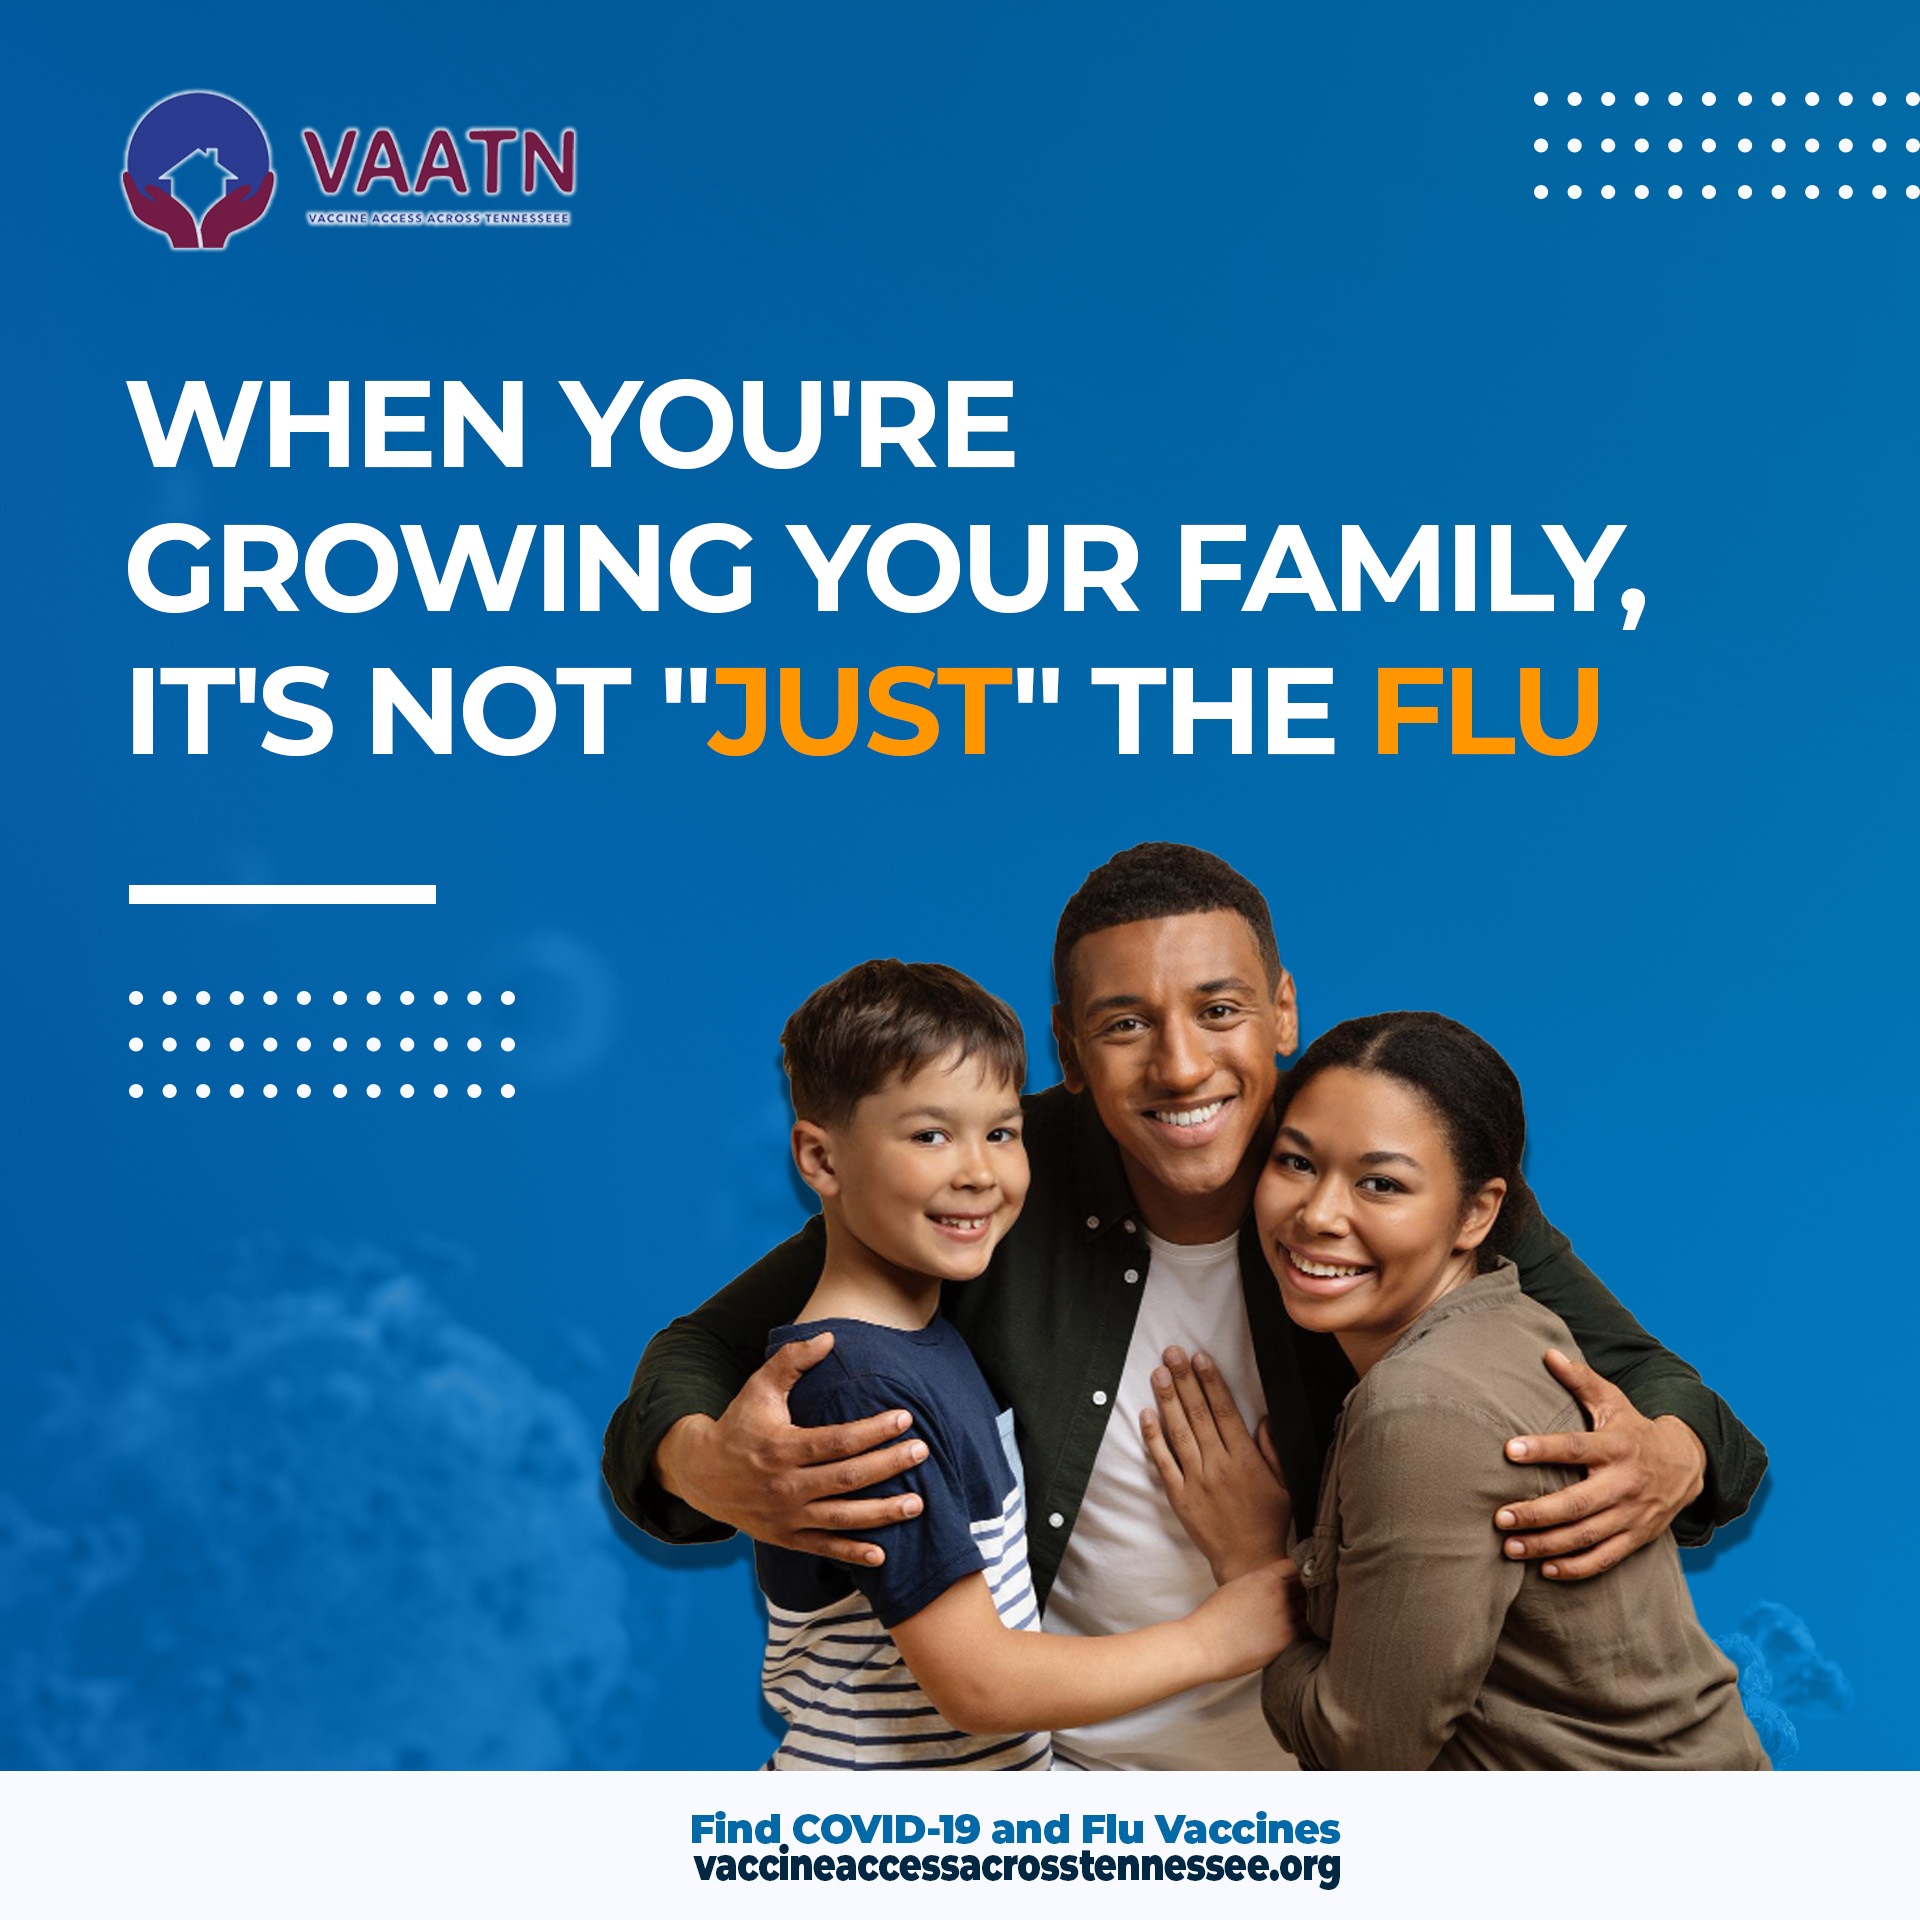 VAATN
VACCINE ACCESS ACROSS TENNESSEEE
WHEN YOU'RE
GROWING YOUR FAMILY,
IT'S NOT "JUST" THE FLU
Find COVID-19 and Flu Vaccines
vaccineaccessacrosstennessee.org